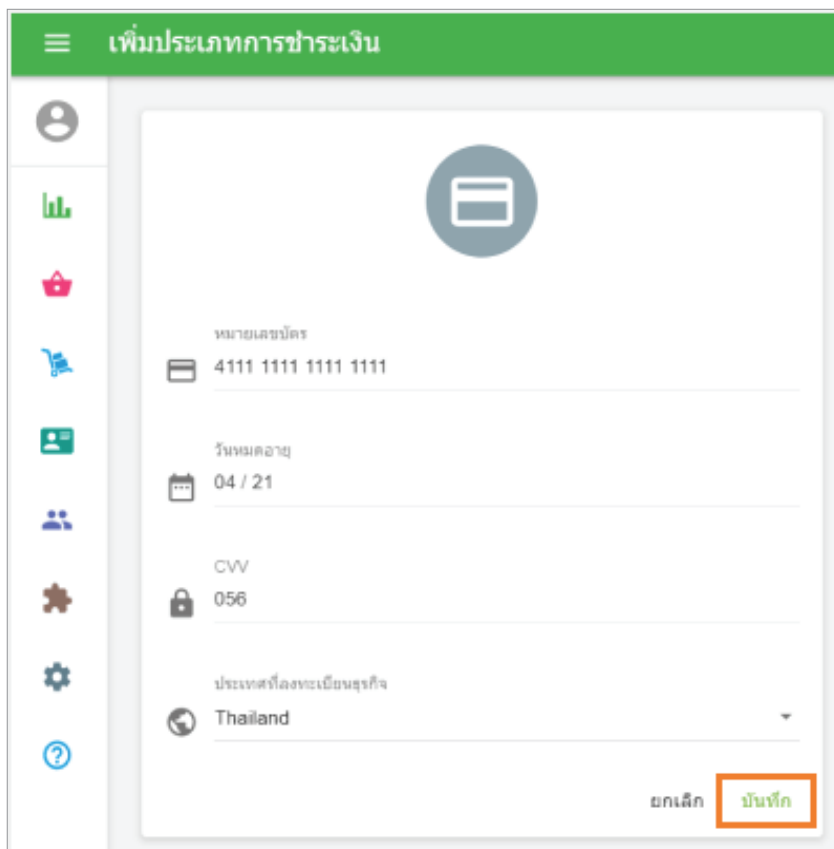 เพิ่มประเภทการชำระเงิน
หมายเลขบัตร
4111 1111 1111 1111
วันหมดอายุ
04 / 21
CVV
056
ประเทศที่ลงทะเบียนธุรกิจ
Thailand
ยกเลิก บันทึก